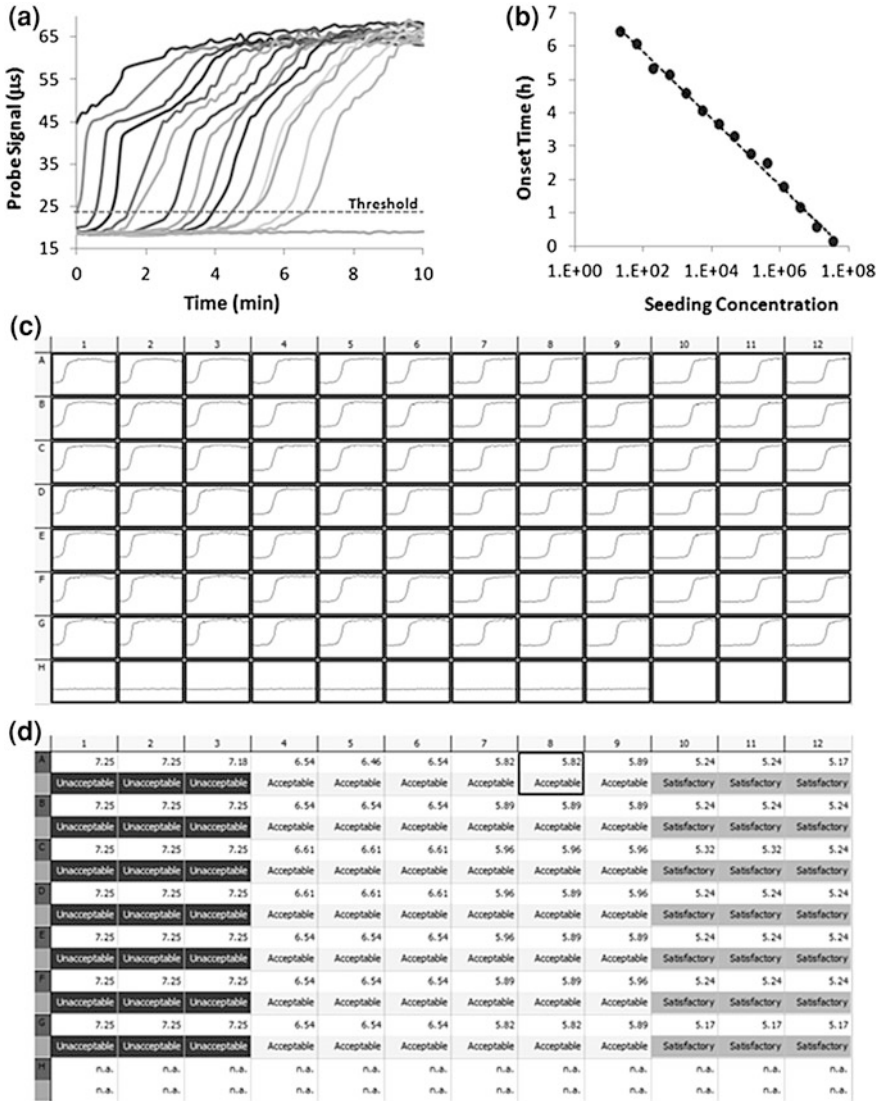 (a)
65
55
45
35
25
15
Probe Signal (µs)
Threshold
0 2 4 6 8 10
Time (min)
(b)
7
6
5
4
3
2
1
0
Onset Time (h)
1.E+00 1.E+02 1.E+04 1.E+06 1.E+08
Seeding Concentration
(c)
1 2 3 4 5 6 7 8 9 10 11 12
A
B
C
D
E
F
G
H
(d)
1 2 3 4 5 6 7 8 9 10 11 12
A 7.25 7.25 7.18 6.54 6.46 6.54 5.82 5.82 5.89 5.24 5.24 5.17
Unacceptable Unacceptable Unacceptable Acceptable Acceptable Acceptable Acceptable Acceptable Acceptable Satisfactory Satisfactory Satisfactory
B 7.25 7.25 7.25 6.54 6.54 6.54 5.89 5.89 5.89 5.24 5.24 5.24
Unacceptable Unacceptable Unacceptable Acceptable Acceptable Acceptable Acceptable Acceptable Acceptable Satisfactory Satisfactory Satisfactory
C 7.25 7.25 7.25 6.61 6.61 6.61 5.96 5.96 5.96 5.32 5.32 5.24
Unacceptable Unacceptable Unacceptable Acceptable Acceptable Acceptable Acceptable Acceptable Acceptable Satisfactory Satisfactory Satisfactory
D 7.25 7.25 7.25 6.61 6.61 6.61 5.96 5.89 5.96 5.24 5.24 5.24
Unacceptable Unacceptable Unacceptable Acceptable Acceptable Acceptable Acceptable Acceptable Acceptable Satisfactory Satisfactory Satisfactory
E 7.25 7.25 7.25 6.54 6.54 6.54 5.96 5.89 5.89 5.24 5.24 5.24
Unacceptable Unacceptable Unacceptable Acceptable Acceptable Acceptable Acceptable Acceptable Acceptable Satisfactory Satisfactory Satisfactory
F 7.25 7.25 7.25 6.54 6.54 6.54 5.89 5.89 5.96 5.24 5.24 5.24
Unacceptable Unacceptable Unacceptable Acceptable Acceptable Acceptable Acceptable Acceptable Acceptable Satisfactory Satisfactory Satisfactory
G 7.25 7.25 7.25 6.54 6.54 6.54 5.82 5.82 5.89 5.17 5.17 5.17
Unacceptable Unacceptable Unacceptable Acceptable Acceptable Acceptable Acceptable Acceptable Acceptable Satisfactory Satisfactory Satisfactory
H n.a. n.a. n.a. n.a. n.a. n.a. n.a. n.a. n.a. n.a. n.a. n.a.
n.a. n.a. n.a. n.a. n.a. n.a. n.a. n.a. n.a. n.a. n.a. n.a.